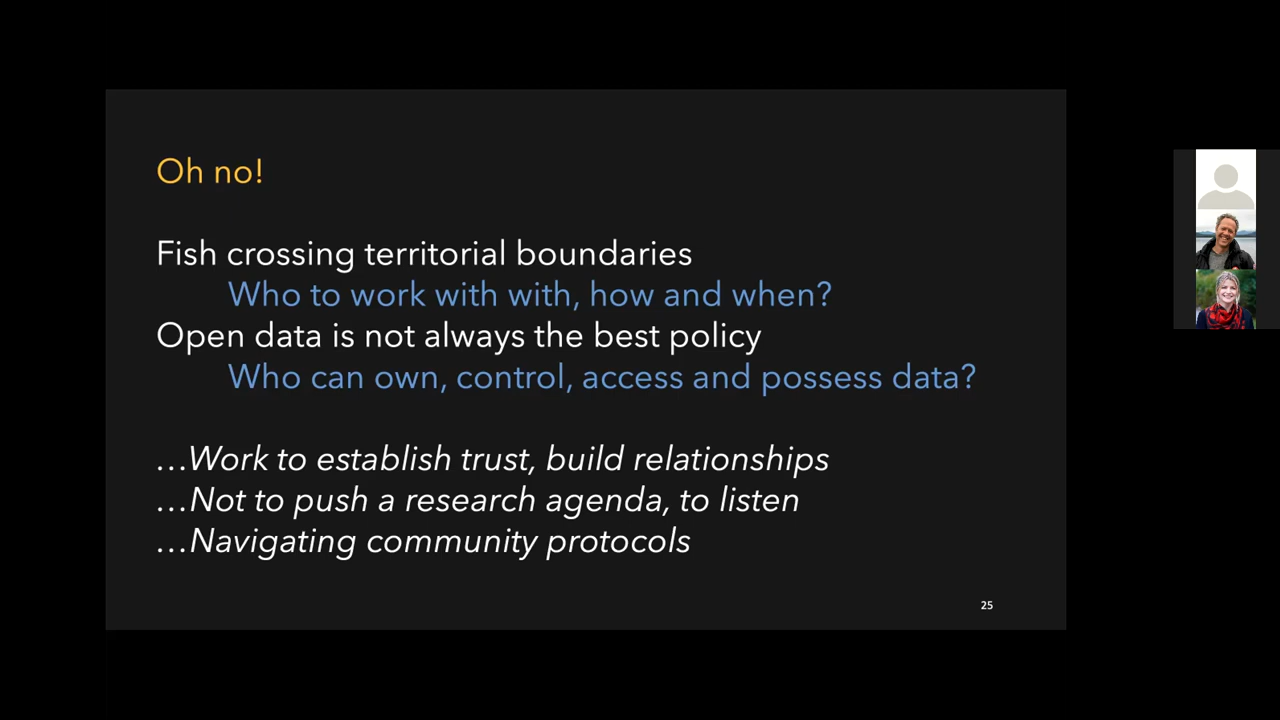 Oh no!
Fish crossing territorial boundaries
Who to work with with, how and when?
Open data is not always the best policy
Who can own, control, access and possess data?
…Work to establish trust, build relationships
…Not to push a research agenda, to listen
…Navigating community protocols
25